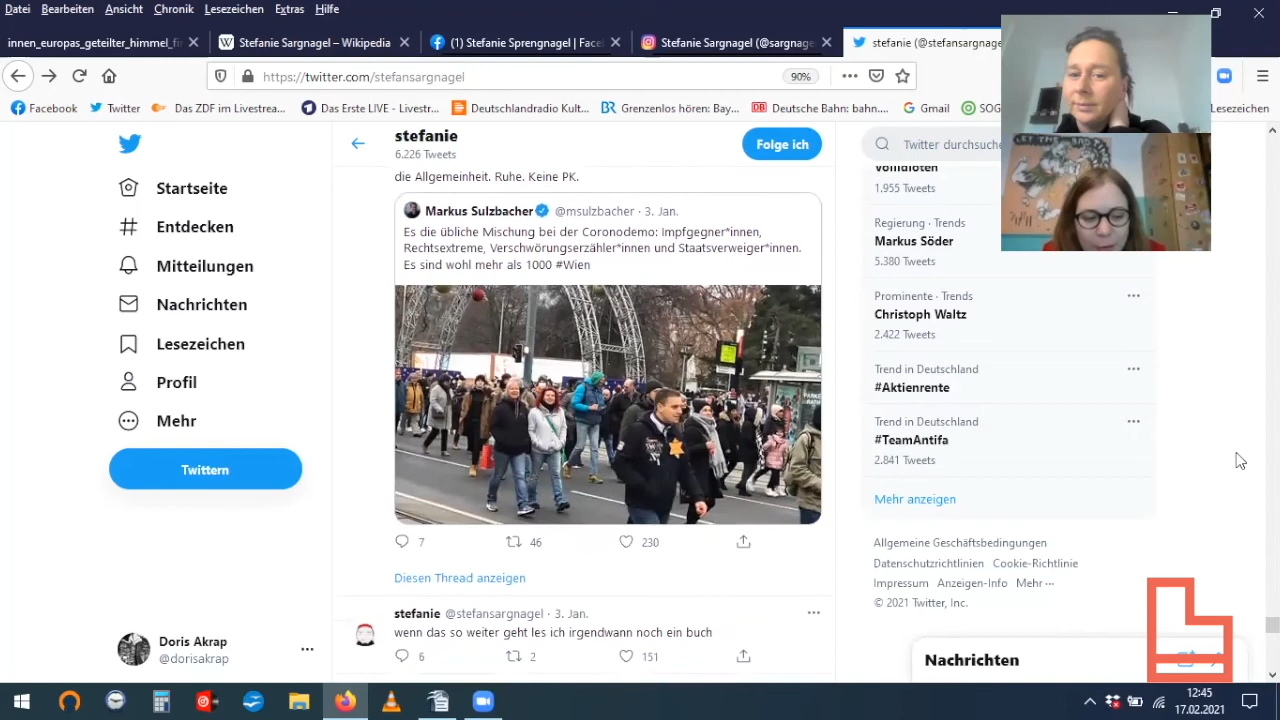 Datei Bearbeiten Ansicht Chronik Lesezeichen Extras Hilfe
innen_europas_geteilter_himmel_fi
Stefanie Sargnagel – Wikipedia
(1) Stefanie Sprengnagel | Face
Stefanie Sargnagel (@sargnage
stefanie (@stefansargna
https://twitter.com/stefansargnagel
90%
Facebook
Twitter
Das ZDF im Livestrea...
Das Erste LIVE - Livestr...
Deutschlandradio Kult...
Grenzenlos hören: Bay...
Deutsche Bahn: bahn....
Gmail
SOG
Lesezeichen
LET THE BAD
Startseite
Entdecken
Mitteilungen
Nachrichten
Lesezeichen
Profil
Mehr
Twittern
Doris Akrap
@dorisakrap
stefanie
6.226 Tweets
Folge ich
die Allgemeinheit. Ruhe. Keine PK.
Markus Sulzbacher @msulzbacher · 3. Jan.
Es die übliche Mischung bei der Coronodemo: Impfgegner*innen,
Rechtsextreme, Verschwörungserzähler*innen und Staatsverweiger*innen.
Es sind wohl mehr als 1000 #Wien
7 46 230
Diesen Thread anzeigen
stefanie @stefansargnagel · 3. Jan.
wenn das so weiter geht les ich irgendwann noch ein buch
6 2 151
Twitter durchsuche
Vollidioten
1.955 Tweets
Regierung · Trends
Markus Söder
5.380 Tweets
Prominente · Trends
Christoph Waltz
2.422 Tweets
Trend in Deutschland
#Aktienrente
Trend in Deutschland
#TeamAntifa
2.841 Tweets
Mehr anzeigen
Allgemeine Geschäftsbedingungen
Datenschutzrichtlinien Cookie-Richtlinie
Impressum Anzeigen-Info Mehr ···
© 2021 Twitter, Inc.
Nachrichten
12:45
17.02.2021